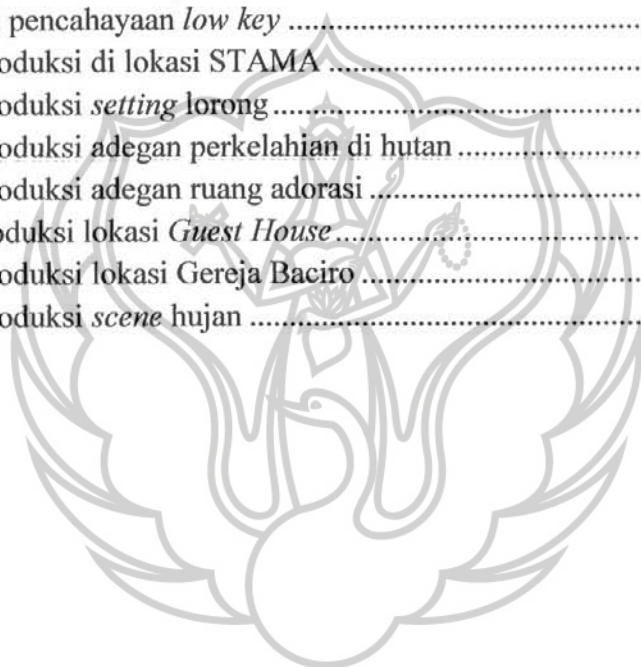 pencahayaan low key ........................................................
oduksi di lokasi STAMA ..................................................
oduksi setting lorong ........................................................
oduksi adegan perkelahian di hutan ............................
oduksi adegan ruang adorasi ..........................................
oduksi lokasi Guest House ..............................................
oduksi lokasi Gereja Baciro ............................................
oduksi scene hujan ..........................................................